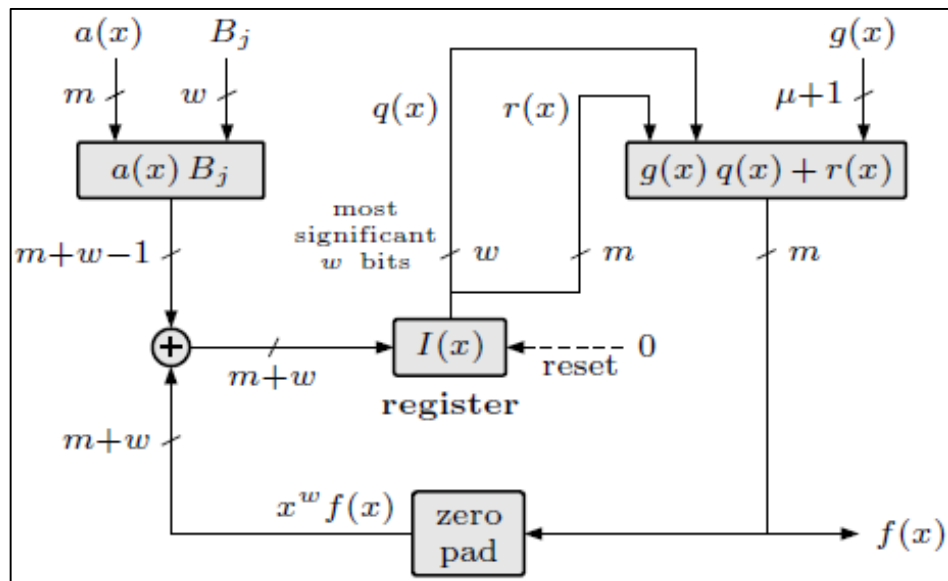 a(x) B_j g(x)
m w q(x) r(x) μ+1
a(x) B_j g(x) q(x) + r(x)
most
significant
w bits
m+w−1 w m m
+ I(x) 0
m+w reset
register
m+w
x^w f(x) zero
pad
f(x)